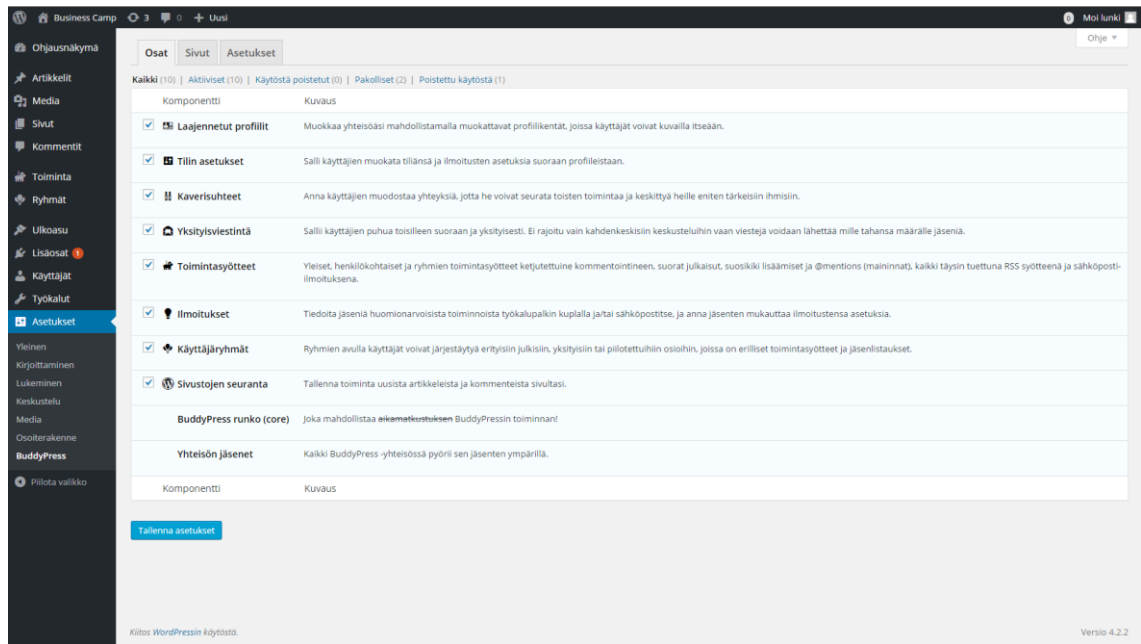 Business Camp 3 0 + Uusi 0 Moi lunki
Ohje
Ohjausnäkymä
Artikkelit
Media
Sivut
Kommentit
Toiminta
Ryhmät
Ulkoasu
Lisäosat 1
Käyttäjät
Työkalut
Asetukset
Yleinen
Kirjoittaminen
Lukeminen
Keskustelu
Media
Osoiterakenne
BuddyPress
Piilota valikko
Osat Sivut Asetukset
Kaikki (10) | Aktiiviset (10) | Käytöstä poistetut (0) | Pakolliset (2) | Poistettu käytöstä (1)
Komponentti Kuvaus
Laajennetut profiilit Muokkaa yhteisöäsi mahdollistamalla muokattavat profiilikentät, joissa käyttäjät voivat kuvailla itseään.
Tilin asetukset Salli käyttäjien muokata tiliänsä ja ilmoitusten asetuksia suoraan profiileistaan.
Kaverisuhteet Anna käyttäjien muodostaa yhteyksiä, jotta he voivat seurata toisten toimintaa ja keskittyä heille eniten tärkeisiin ihmisiin.
Yksityisviestintä Sallii käyttäjien puhua toisilleen suoraan ja yksityisesti. Ei rajoitu vain kahdenkeskisiin keskusteluihin vaan viestejä voidaan lähettää mille tahansa määrälle jäseniä.
Toimintasyötteet Yleiset, henkilökohtaiset ja ryhmien toimintasyötteet ketjutettuine kommentointineen, suorat julkaisut, suosikiki lisäämiset ja @mentions (maininnat), kaikki täysin tuettuna RSS syötteenä ja sähköposti-
ilmoituksena.
Ilmoitukset Tiedoita jäseniä huomionarvoisista toiminnoista työkalupalkin kuplalla ja/tai sähköpostitse, ja anna jäsenten mukauttaa ilmoitustensa asetuksia.
Käyttäjäryhmät Ryhmien avulla käyttäjät voivat järjestäytyä erityisiin julkisiin, yksityisiin tai piilotettuihin osioihin, joissa on erilliset toimintasyötteet ja jäsenlistaukset.
Sivustojen seuranta Tallenna toiminta uusista artikkeleista ja kommenteista sivultasi.
BuddyPress runko (core) Joka mahdollistaa aikamatkustuksen BuddyPressin toiminnan!
Yhteisön jäsenet Kaikki BuddyPress -yhteisössä pyörii sen jäsenten ympärillä.
Komponentti Kuvaus
Tallenna asetukset
Kiitos WordPressin käytöstä. Versio 4.2.2